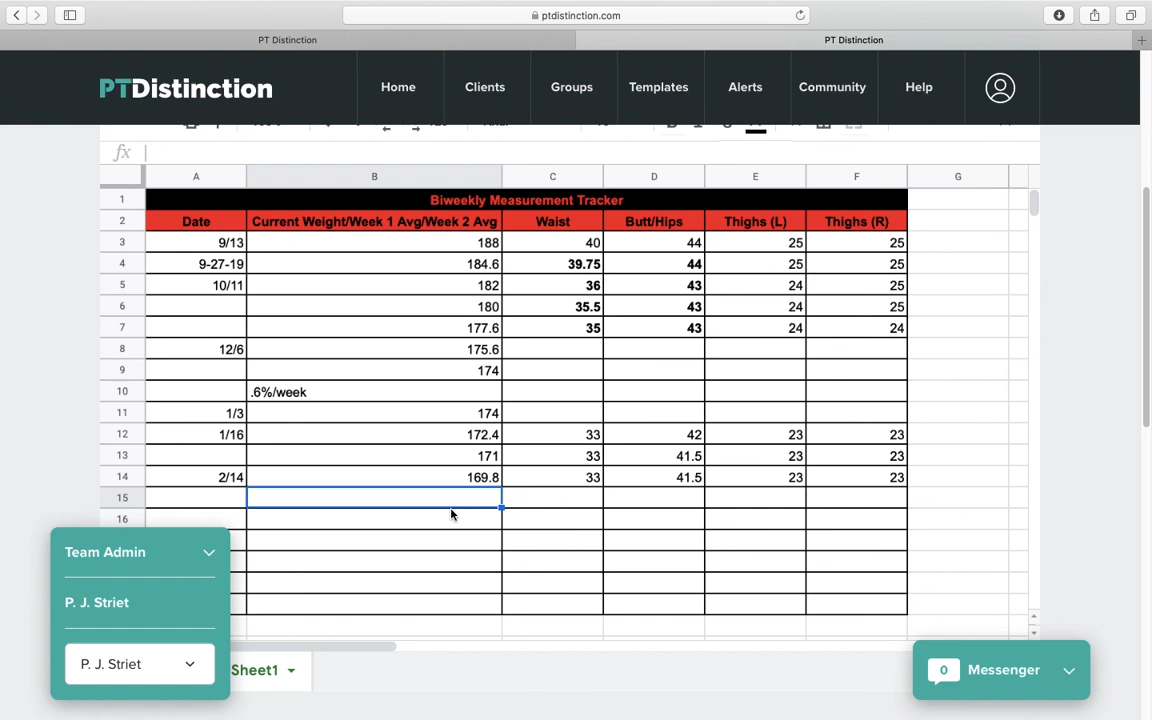 ptdistinction.com
PT Distinction
PT Distinction
PTDistinction
Home
Clients
Groups
Templates
Alerts
Community
Help
fx
A B C D E F G
1 Biweekly Measurement Tracker
2 Date Current Weight/Week 1 Avg/Week 2 Avg Waist Butt/Hips Thighs (L) Thighs (R)
3 9/13 188 40 44 25 25
4 9-27-19 184.6 39.75 44 25 25
5 10/11 182 36 43 24 25
6 180 35.5 43 24 25
7 177.6 35 43 24 24
8 12/6 175.6
9 174
10 .6%/week
11 1/3 174
12 1/16 172.4 33 42 23 23
13 171 33 41.5 23 23
14 2/14 169.8 33 41.5 23 23
15
16
Team Admin
P. J. Striet
P. J. Striet
Sheet1
0 Messenger